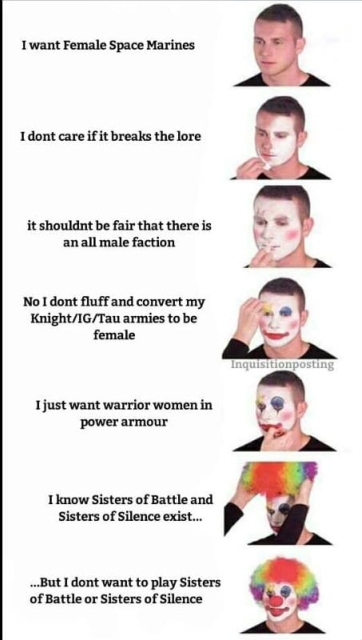 I want Female Space Marines
I dont care if it breaks the lore
it shouldnt be fair that there is
an all male faction
No I dont fluff and convert my
Knight/IG/Tau armies to be
female
Inquisitionposting
I just want warrior women in
power armour
I know Sisters of Battle and
Sisters of Silence exist...
...But I dont want to play Sisters
of Battle or Sisters of Silence